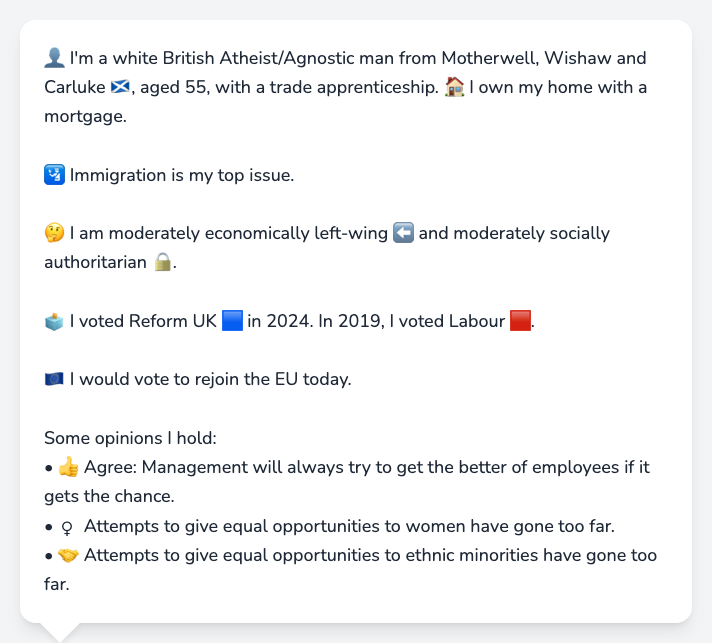 👤 I'm a white British Atheist/Agnostic man from Motherwell, Wishaw and
Carluke 🏴󠁧󠁢󠁳󠁣󠁴󠁿, aged 55, with a trade apprenticeship. 🏠 I own my home with a
mortgage.
🛂 Immigration is my top issue.
🤔 I am moderately economically left-wing ⬅️ and moderately socially
authoritarian 🔒.
🗳️ I voted Reform UK 🟦 in 2024. In 2019, I voted Labour 🟥.
🇪🇺 I would vote to rejoin the EU today.
Some opinions I hold:
• 👍 Agree: Management will always try to get the better of employees if it
gets the chance.
• ♀ Attempts to give equal opportunities to women have gone too far.
• 🤝 Attempts to give equal opportunities to ethnic minorities have gone too
far.